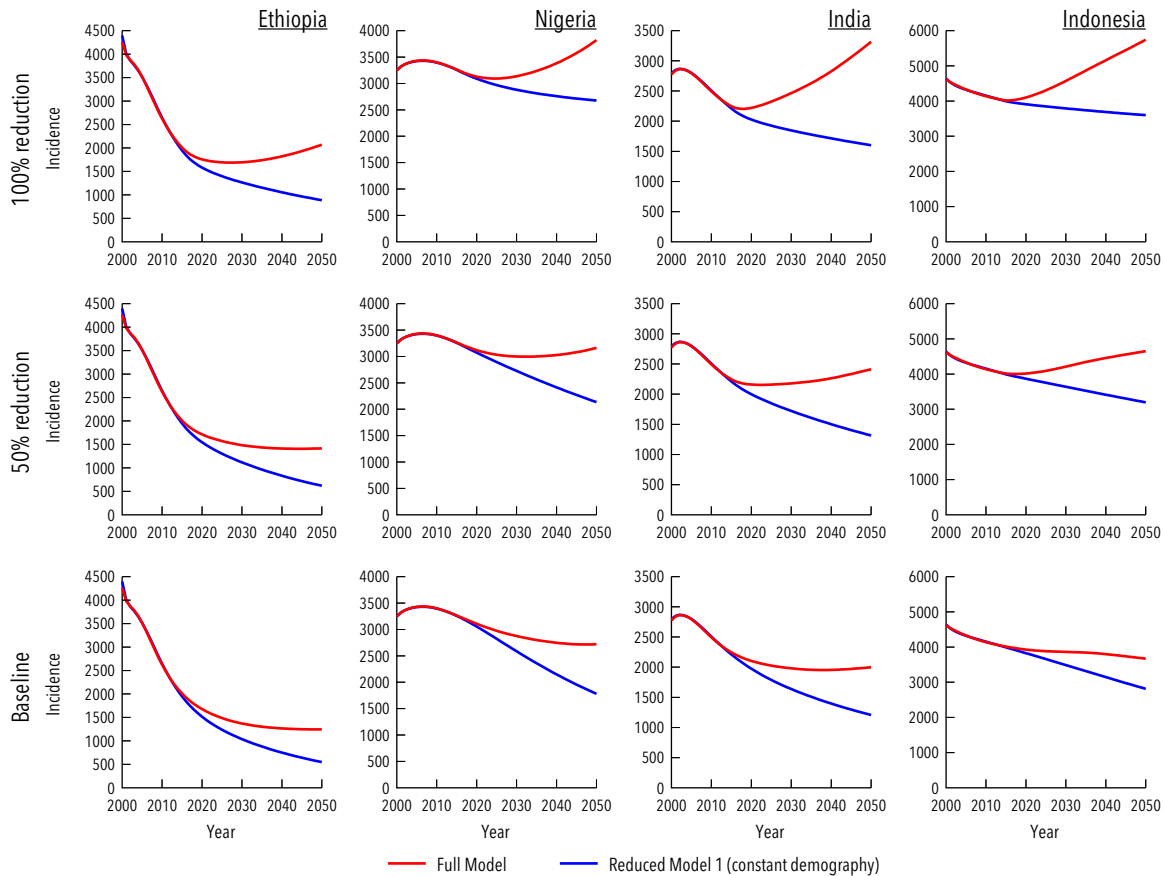 Ethiopia Nigeria India Indonesia
100% reduction
Incidence
4500 4000 3500 3000 2500 2000 1500 1000 500 0
2000 2010 2020 2030 2040 2050
4000 3500 3000 2500 2000 1500 1000 500 0
2000 2010 2020 2030 2040 2050
3500 3000 2500 2000 1500 1000 500 0
2000 2010 2020 2030 2040 2050
6000 5000 4000 3000 2000 1000 0
2000 2010 2020 2030 2040 2050
50% reduction
Incidence
4500 4000 3500 3000 2500 2000 1500 1000 500 0
2000 2010 2020 2030 2040 2050
4000 3500 3000 2500 2000 1500 1000 500 0
2000 2010 2020 2030 2040 2050
3500 3000 2500 2000 1500 1000 500 0
2000 2010 2020 2030 2040 2050
6000 5000 4000 3000 2000 1000 0
2000 2010 2020 2030 2040 2050
Baseline
Incidence
4500 4000 3500 3000 2500 2000 1500 1000 500 0
2000 2010 2020 2030 2040 2050
4000 3500 3000 2500 2000 1500 1000 500 0
2000 2010 2020 2030 2040 2050
3500 3000 2500 2000 1500 1000 500 0
2000 2010 2020 2030 2040 2050
6000 5000 4000 3000 2000 1000 0
2000 2010 2020 2030 2040 2050
Year Year Year Year
Full Model Reduced Model 1 (constant demography)